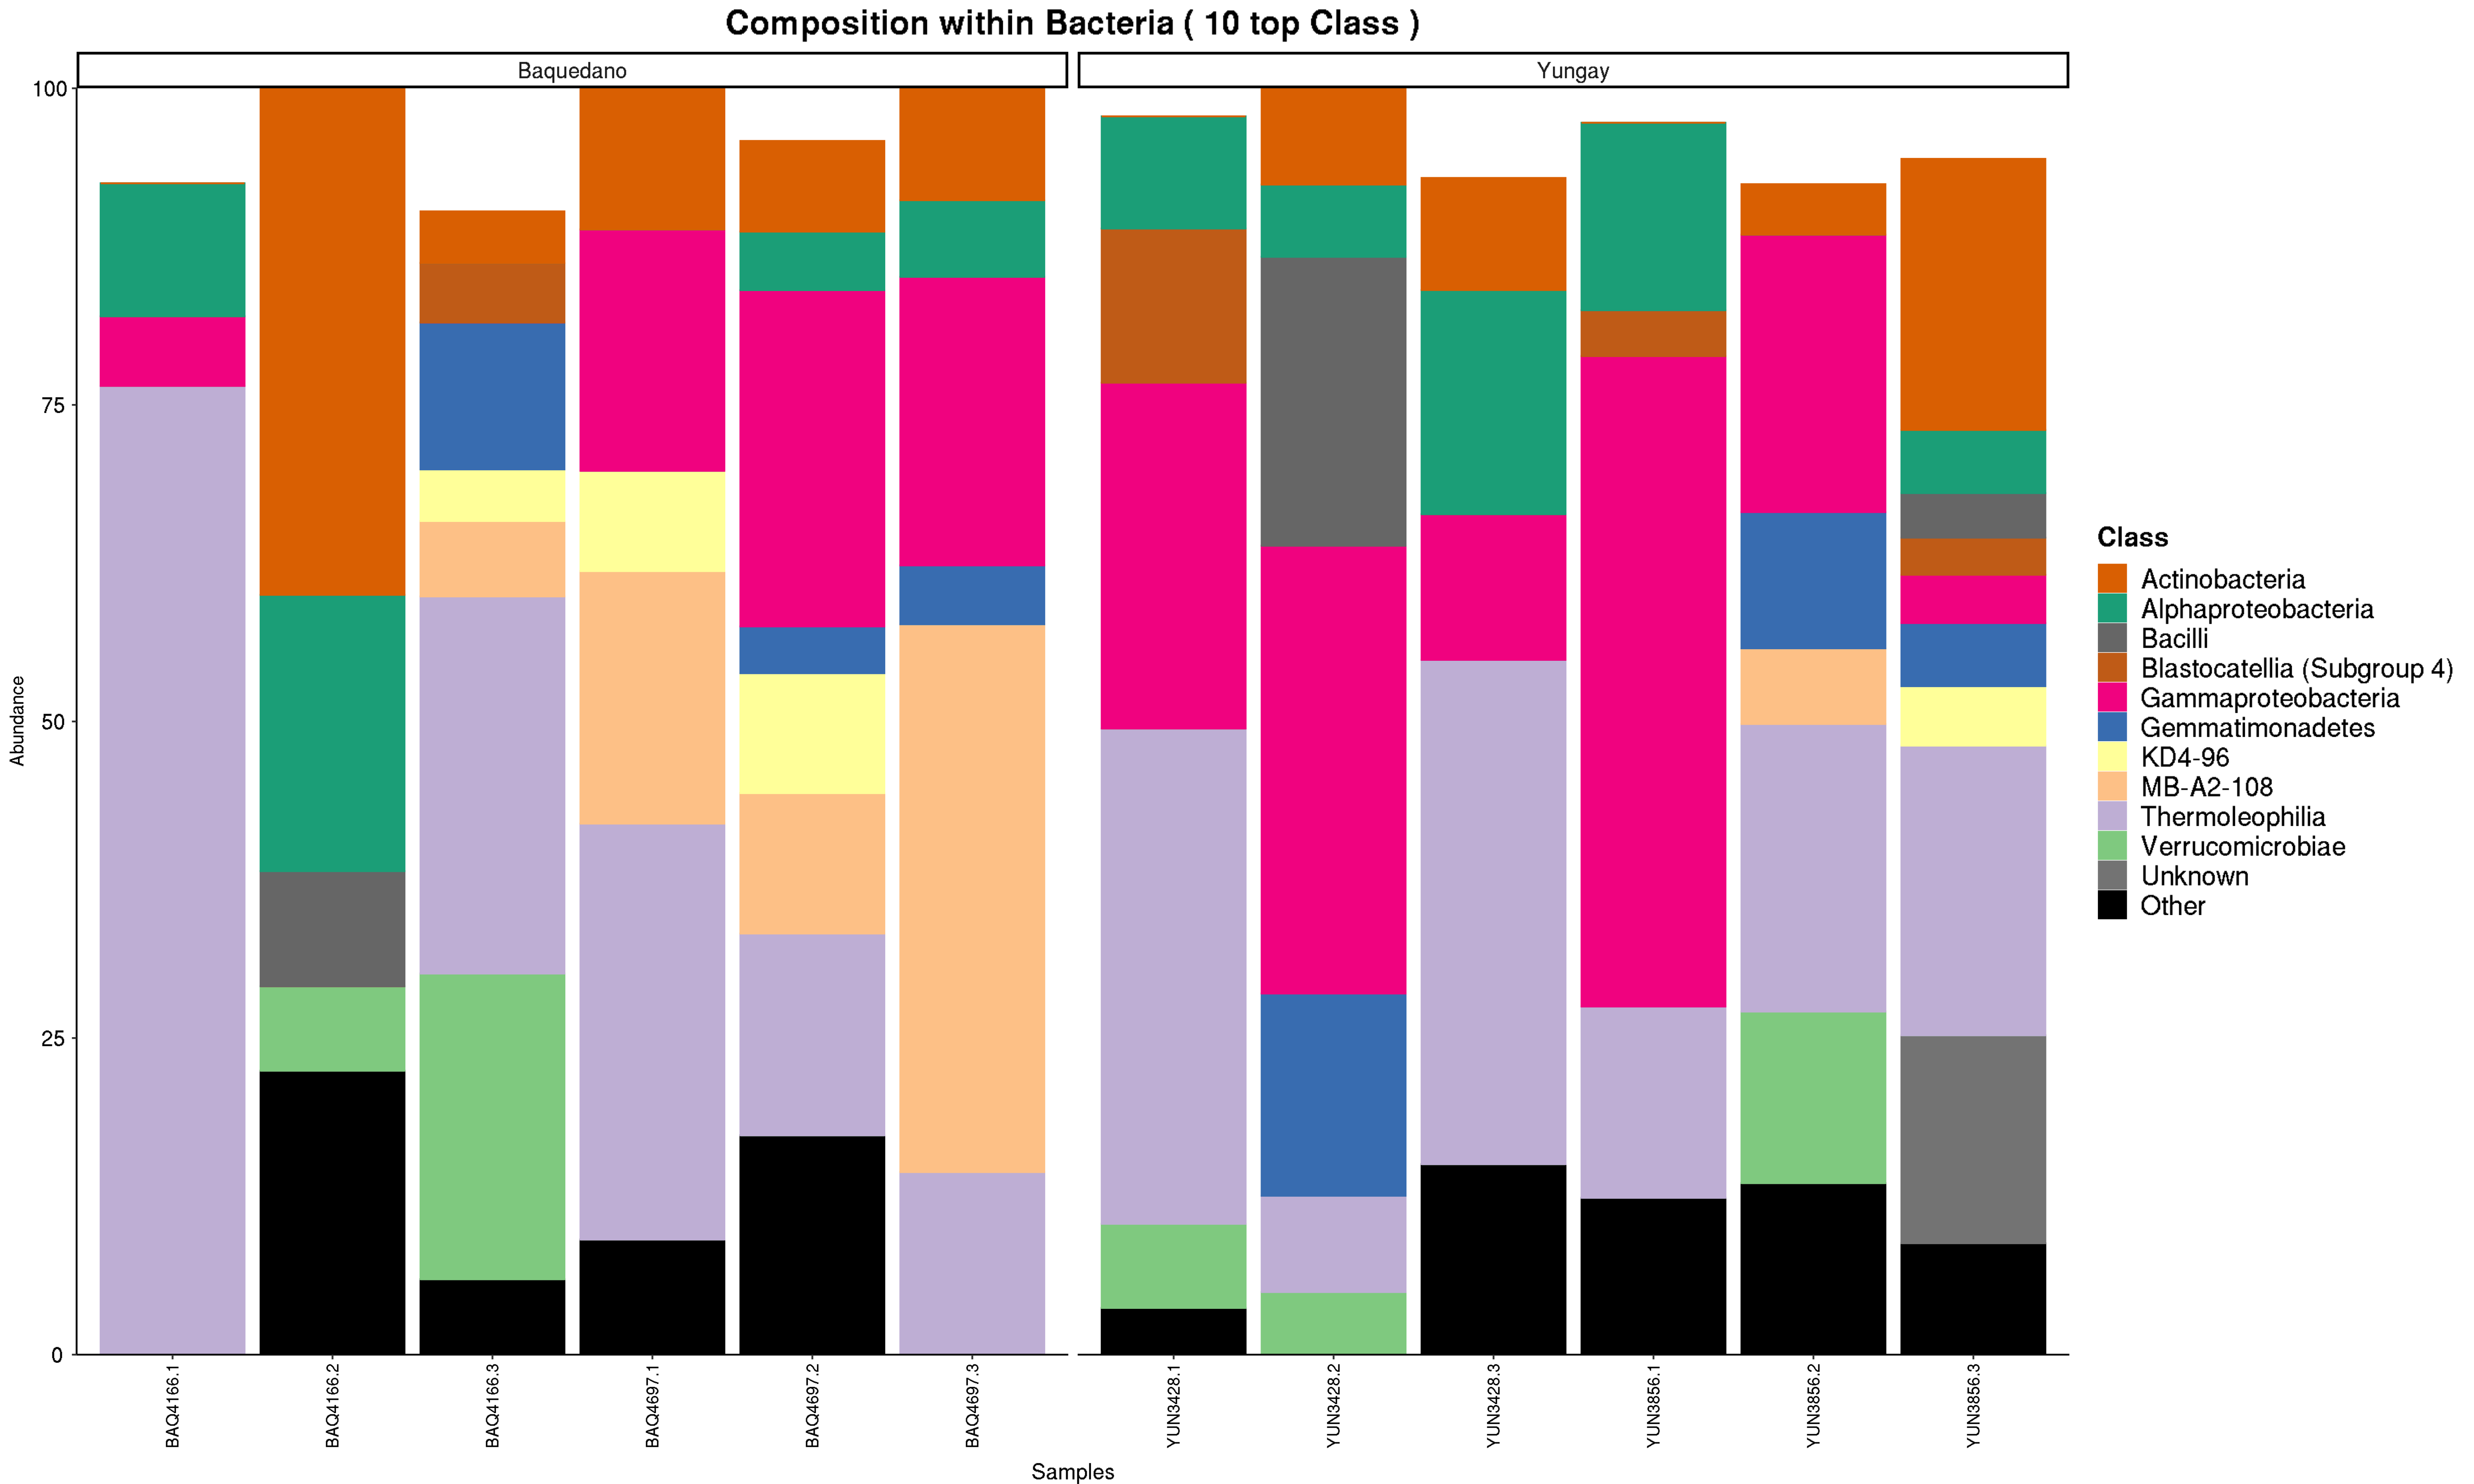 Composition within Bacteria ( 10 top Class )
Baquedano
Yungay
100
75
50
25
0
Abundance
BAQ4166.1
BAQ4166.2
BAQ4166.3
BAQ4697.1
BAQ4697.2
BAQ4697.3
YUN3428.1
YUN3428.2
YUN3428.3
YUN3856.1
YUN3856.2
YUN3856.3
Samples
Class
Actinobacteria
Alphaproteobacteria
Bacilli
Blastocatellia (Subgroup 4)
Gammaproteobacteria
Gemmatimonadetes
KD4-96
MB-A2-108
Thermoleophilia
Verrucomicrobiae
Unknown
Other